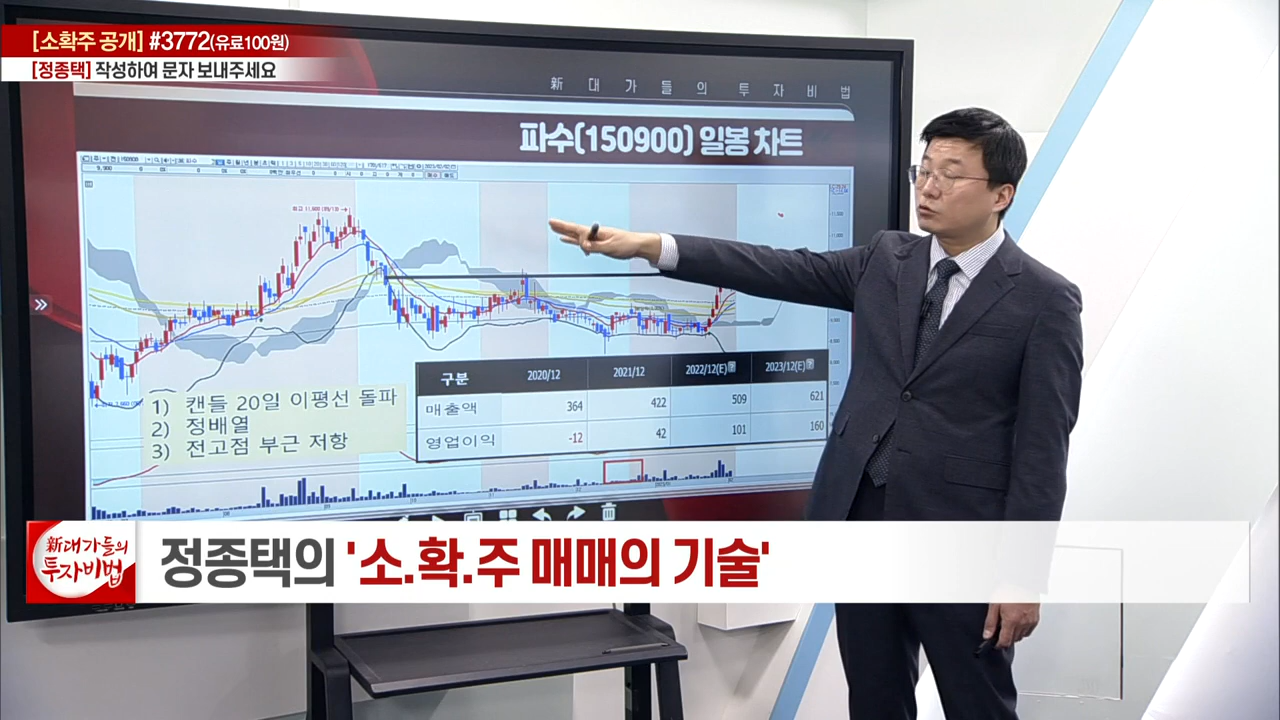 [소확주 공개] #3772(유료100원)
[정종택] 작성하여 문자 보내주세요
新 대 가 들 의 투 자 비 법
파수(150900) 일봉 차트
구분 2020/12 2021/12 2022/12(E) 2023/12(E)
매출액 364 422 509 621
영업이익 -12 42 101 160
1) 캔들 20일 이평선 돌파
2) 정배열
3) 전고점 부근 저항
新대가들의
투자비법
정종택의 '소.확.주 매매의 기술'